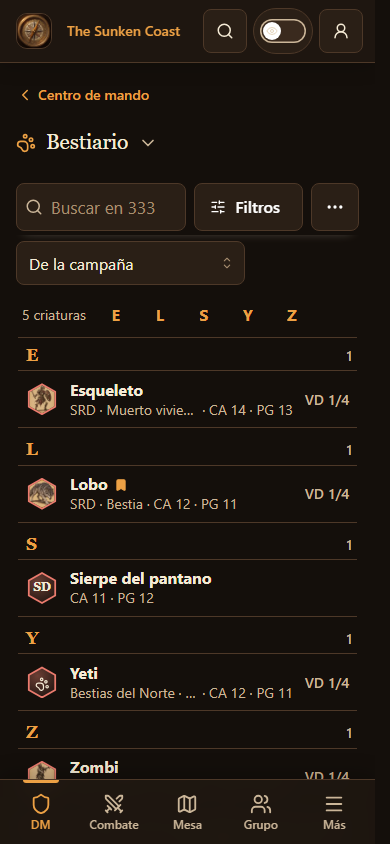 The Sunken Coast
Centro de mando
Bestiario
Buscar en 333
Filtros
De la campaña
5 criaturas E L S Y Z
E 1
Esqueleto
SRD · Muerto vivie... · CA 14 · PG 13 VD 1/4
L 1
Lobo
SRD · Bestia · CA 12 · PG 11 VD 1/4
S 1
SD
Sierpe del pantano
CA 11 · PG 12
Y 1
Yeti
Bestias del Norte · ... · CA 12 · PG 11 VD 1/4
Z 1
Zombi
VD 1/4
DM Combate Mesa Grupo Más